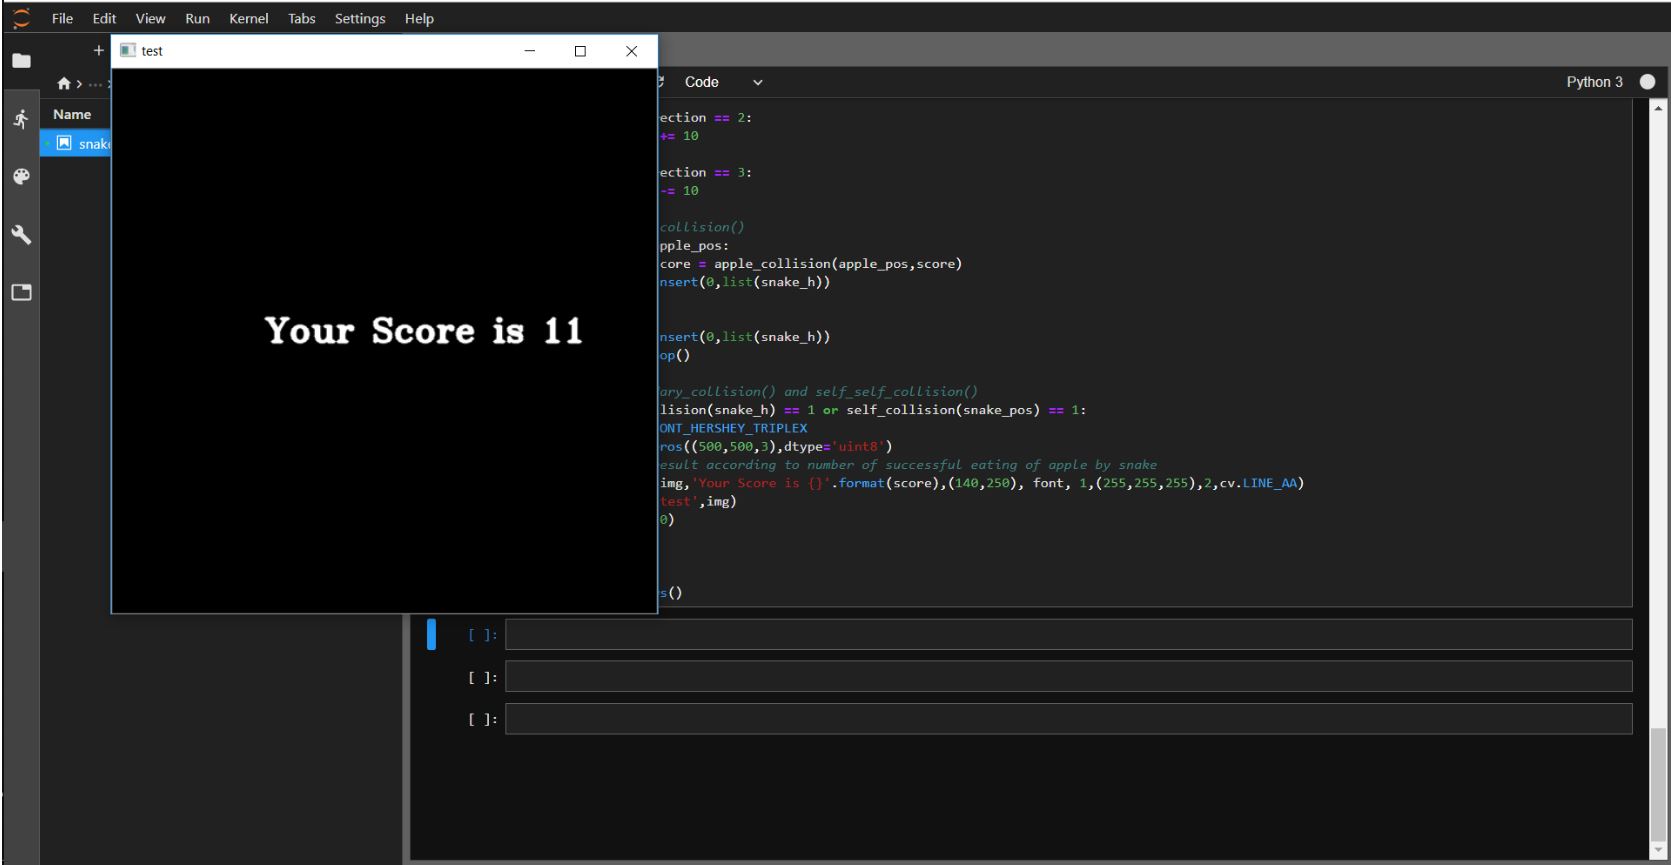 File Edit View Run Kernel Tabs Settings Help
+ test
Code Python 3
Name
snake
ection == 2:
+= 10
ection == 3:
-= 10
collision()
pple_pos:
core = apple_collision(apple_pos,score)
nsert(0,list(snake_h))
Your Score is 11
nsert(0,list(snake_h))
op()
dary_collision() and self_self_collision()
lision(snake_h) == 1 or self_collision(snake_pos) == 1:
ONT_HERSHEY_TRIPLEX
ros((500,500,3),dtype='uint8')
esult according to number of successful eating of apple by snake
img,'Your Score is {}'.format(score),(140,250), font, 1,(255,255,255),2,cv.LINE_AA)
test',img)
0)
s()
[ ]:
[ ]:
[ ]: